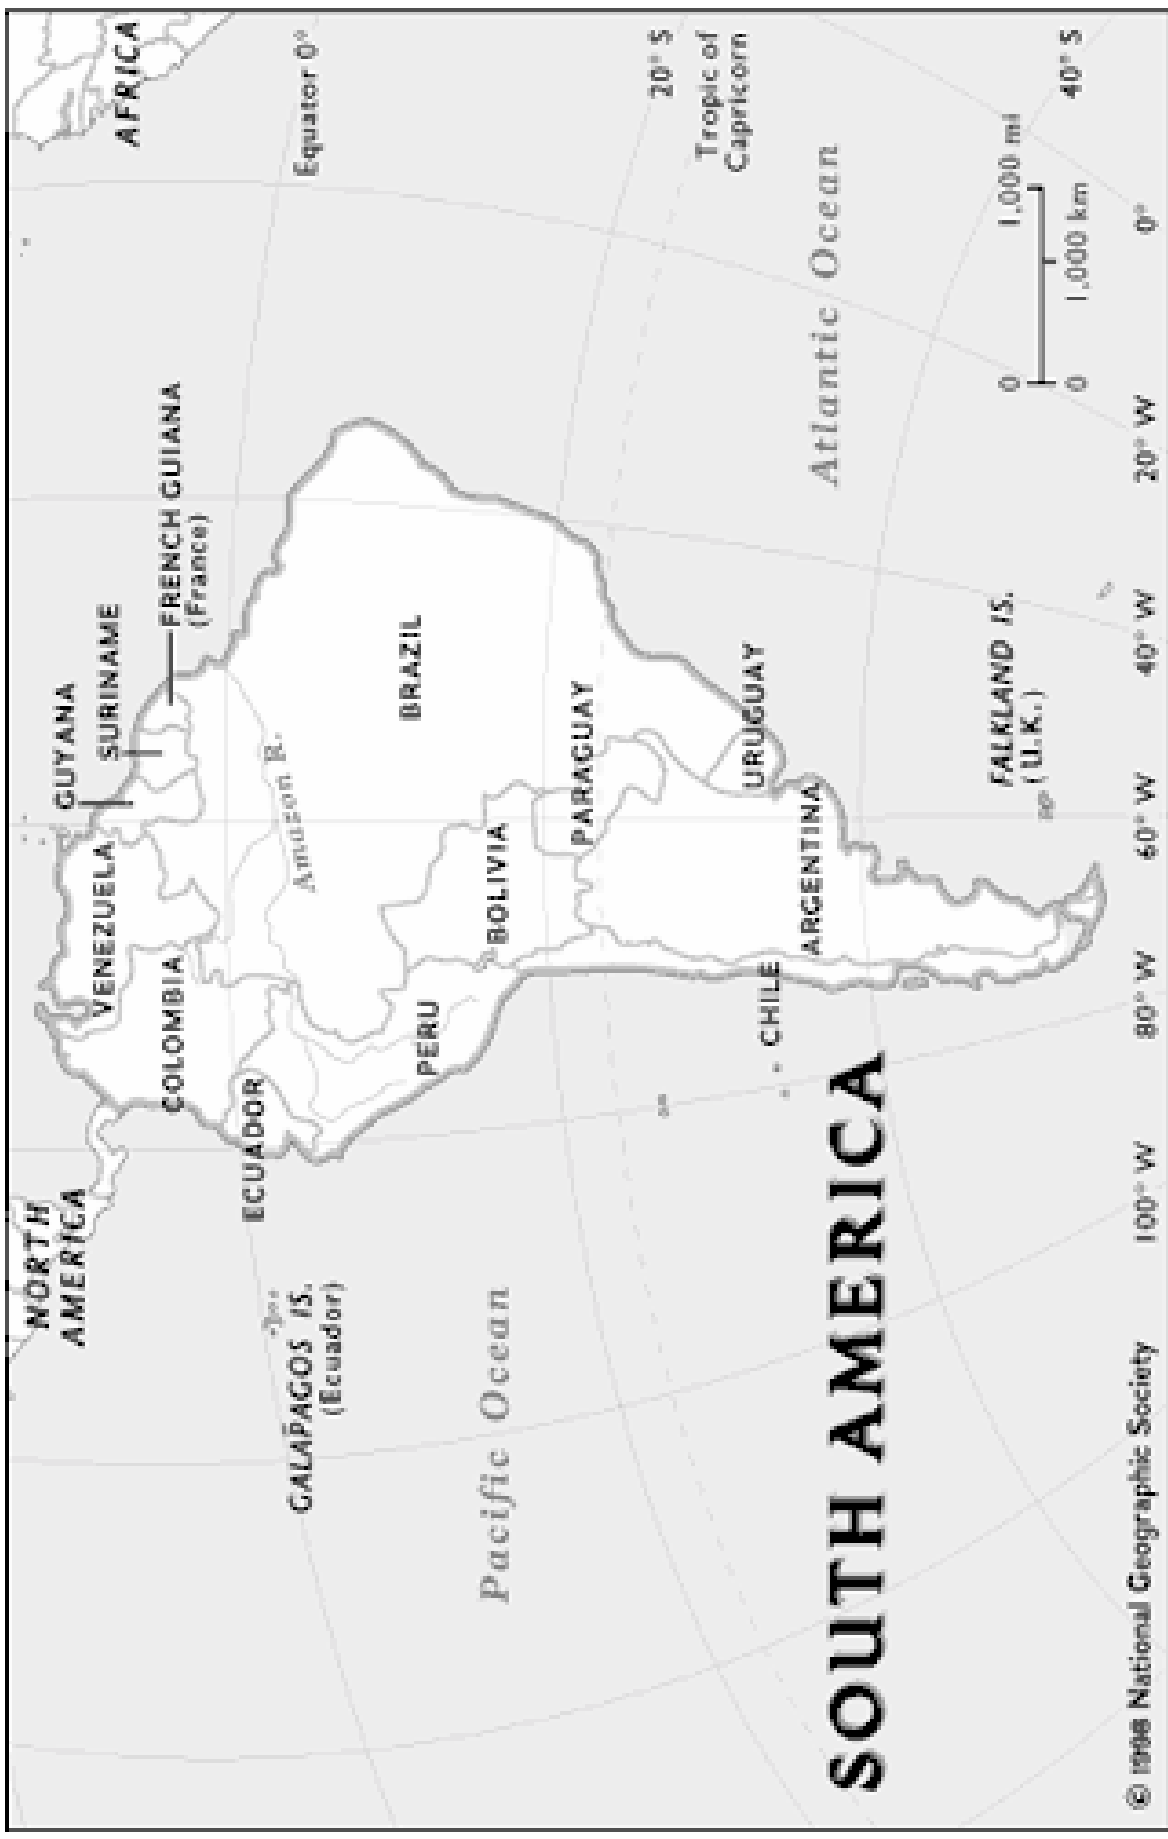 NORTH
AMERICA
AFRICA
GUYANA
SURINAME
FRENCH GUIANA
(France)
VENEZUELA
COLOMBIA
Equator 0°
ECUADOR
GALAPAGOS IS.
(Ecuador)
Amazon R.
BRAZIL
PERU
Pacific Ocean
BOLIVIA
PARAGUAY
20° S
Tropic of
Capricorn
URUGUAY
CHILE
ARGENTINA
Atlantic Ocean
SOUTH AMERICA
FALKLAND IS.
(U.K.)
0 1,000 mi
0 1,000 km
40° S
© 1998 National Geographic Society
100° W
80° W
60° W
40° W
20° W
0°